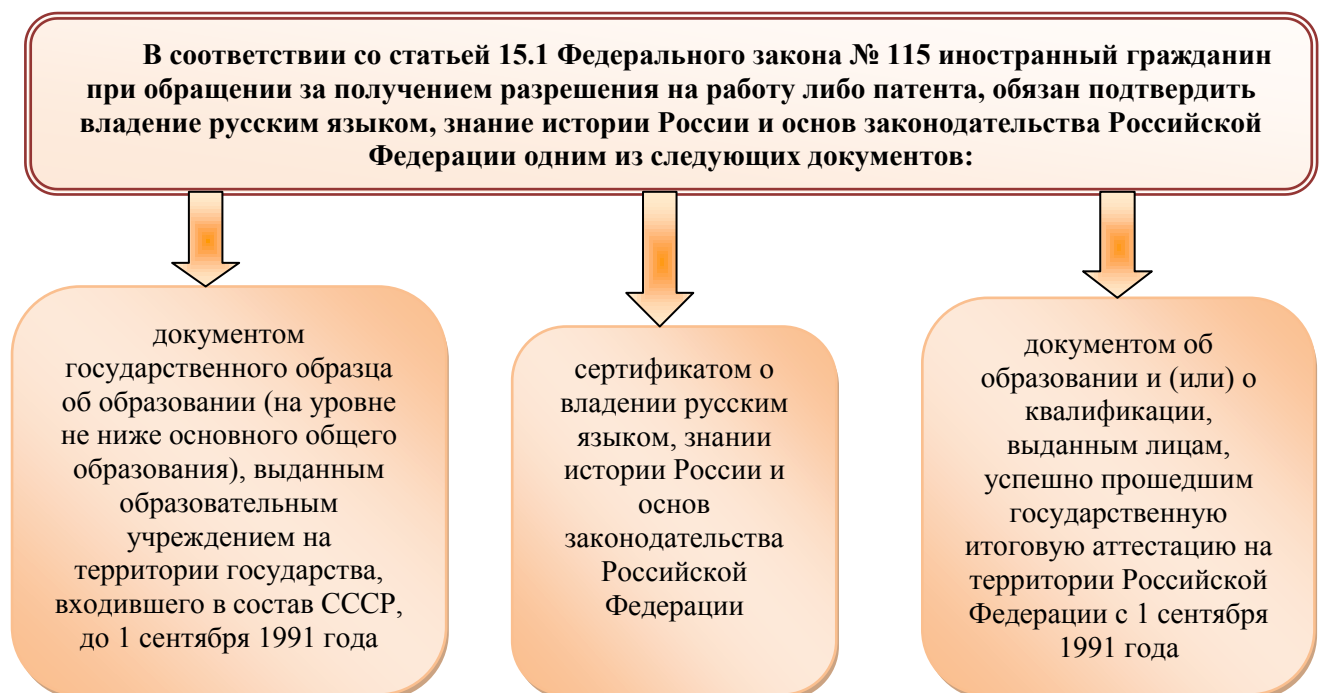 В соответствии со статьей 15.1 Федерального закона № 115 иностранный гражданин
при обращении за получением разрешения на работу либо патента, обязан подтвердить
владение русским языком, знание истории России и основ законодательства Российской
Федерации одним из следующих документов:
документом
государственного образца
об образовании (на уровне
не ниже основного общего
образования), выданным
образовательным
учреждением на
территории государства,
входившего в состав СССР,
до 1 сентября 1991 года
сертификатом о
владении русским
языком, знании
истории России и
основ
законодательства
Российской
Федерации
документом об
образовании и (или) о
квалификации,
выданным лицам,
успешно прошедшим
государственную
итоговую аттестацию на
территории Российской
Федерации с 1 сентября
1991 года